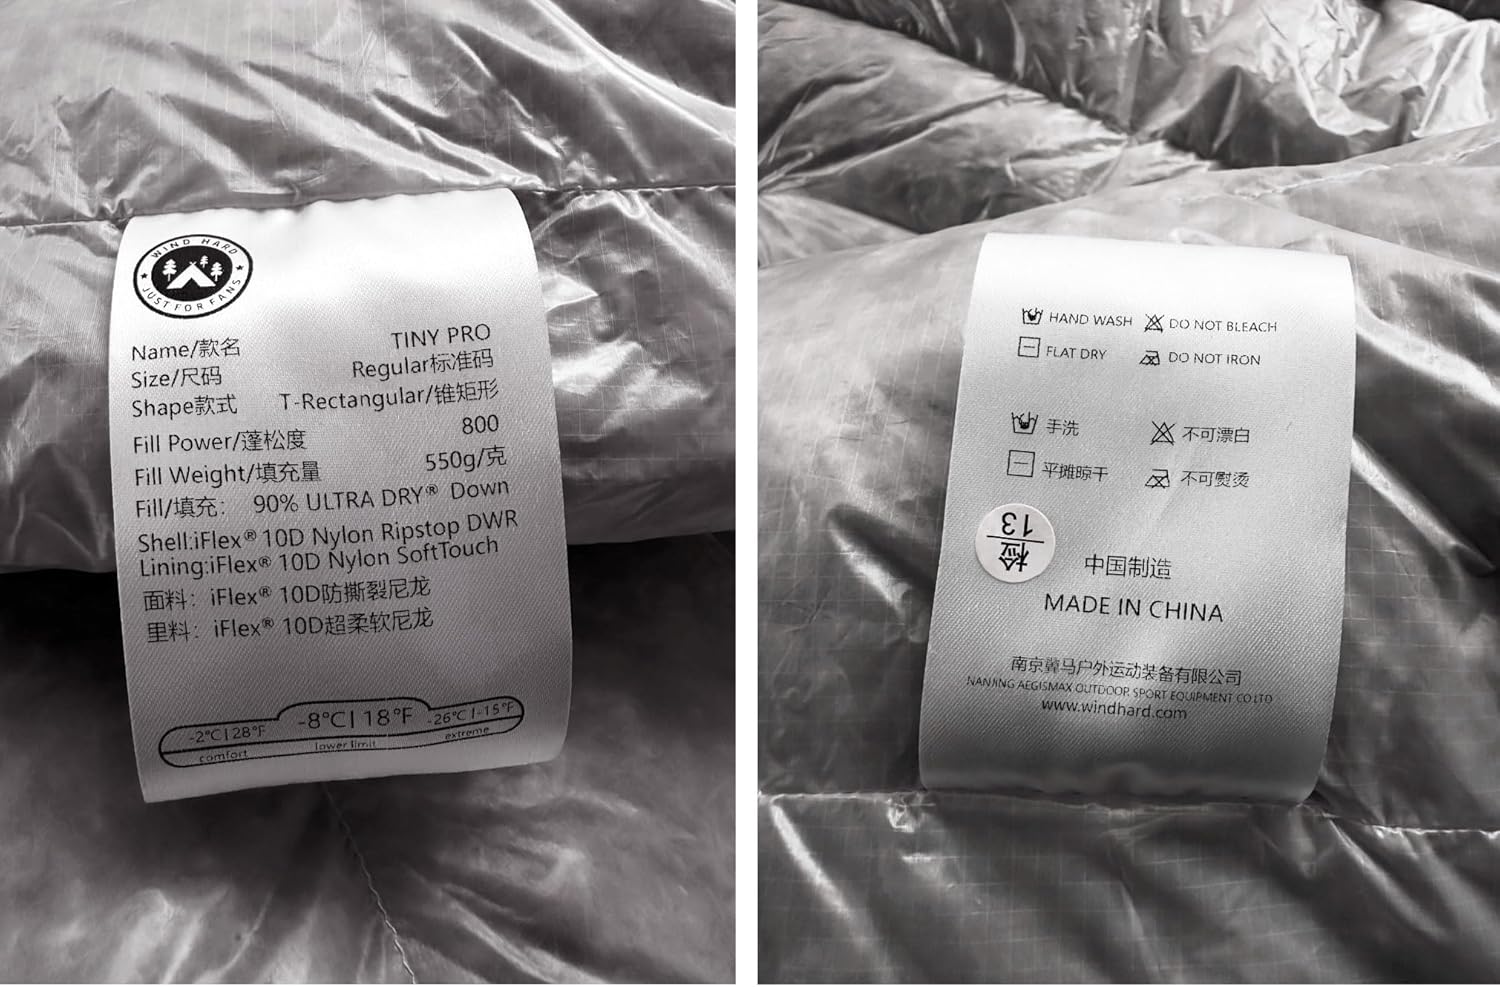 WIND HARD
JUST FOR FANS
Name/款名 TINY PRO
Size/尺码 Regular标准码
Shape款式 T-Rectangular/锥矩形
Fill Power/蓬松度 800
Fill Weight/填充量 550g/克
Fill/填充： 90% ULTRA DRY® Down
Shell:iFlex® 10D Nylon Ripstop DWR
Lining:iFlex® 10D Nylon SoftTouch
面料： iFlex® 10D防撕裂尼龙
里料： iFlex® 10D超柔软尼龙
-2°C|28°F -8°C|18°F -26°C|-15°F
comfort lower limit extreme
HAND WASH DO NOT BLEACH
FLAT DRY DO NOT IRON
手洗 不可漂白
平摊晾干 不可熨烫
检
13
中国制造
MADE IN CHINA
南京冀马户外运动装备有限公司
NANJING AEGISMAX OUTDOOR SPORT EQUIPMENT CO LTD
www.windhard.com